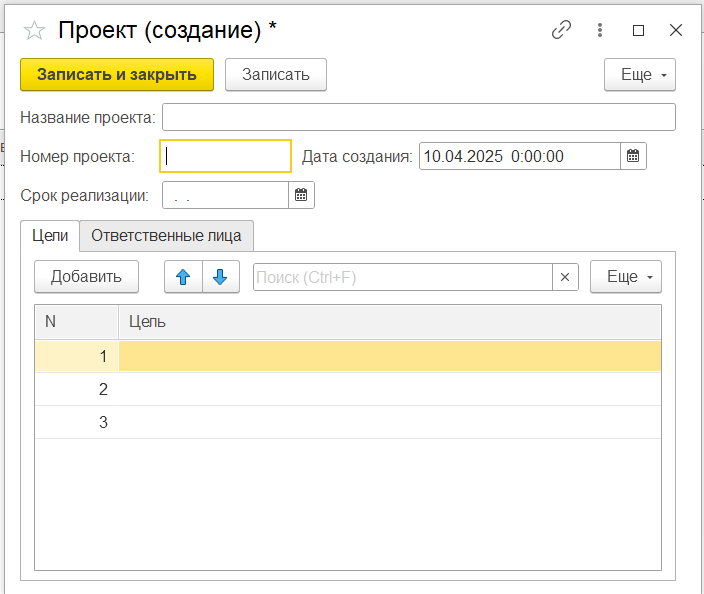 Проект (создание) *
Записать и закрыть Записать Еще
Название проекта:
Номер проекта: Дата создания: 10.04.2025 0:00:00
Срок реализации: . .
Цели Ответственные лица
Добавить Поиск (Ctrl+F) × Еще
N Цель
1
2
3